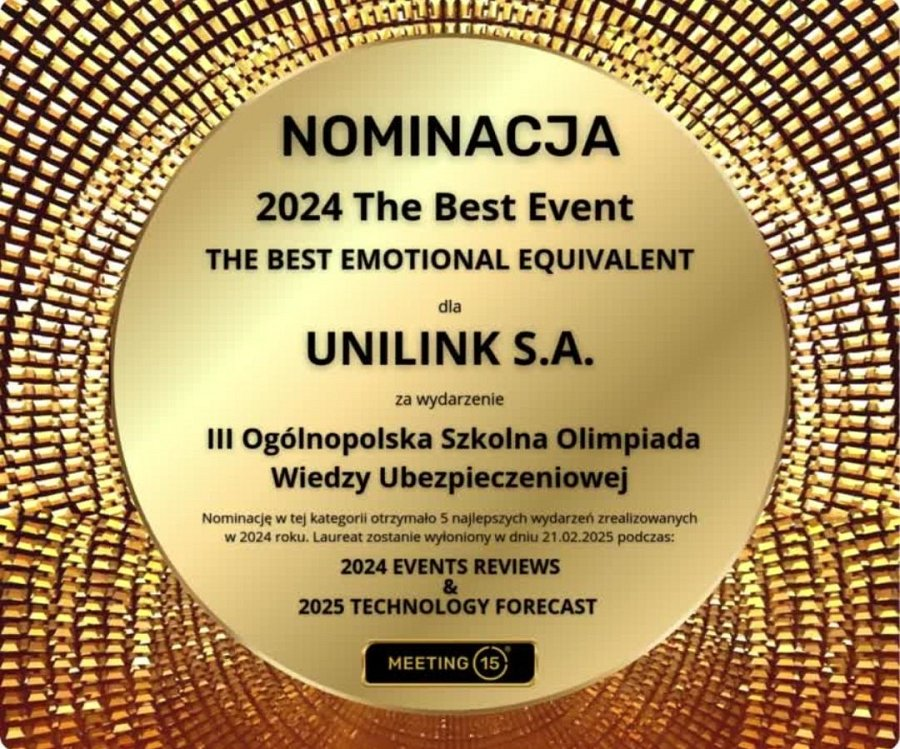 NOMINACJA
2024 The Best Event
THE BEST EMOTIONAL EQUIVALENT
dla
UNILINK S.A.
za wydarzenie
III Ogólnopolska Szkolna Olimpiada
Wiedzy Ubezpieczeniowej
Nominację w tej kategorii otrzymało 5 najlepszych wydarzeń zrealizowanych
w 2024 roku. Laureat zostanie wyłoniony w dniu 21.02.2025 podczas:
2024 EVENTS REVIEWS
&
2025 TECHNOLOGY FORECAST
MEETING 15®